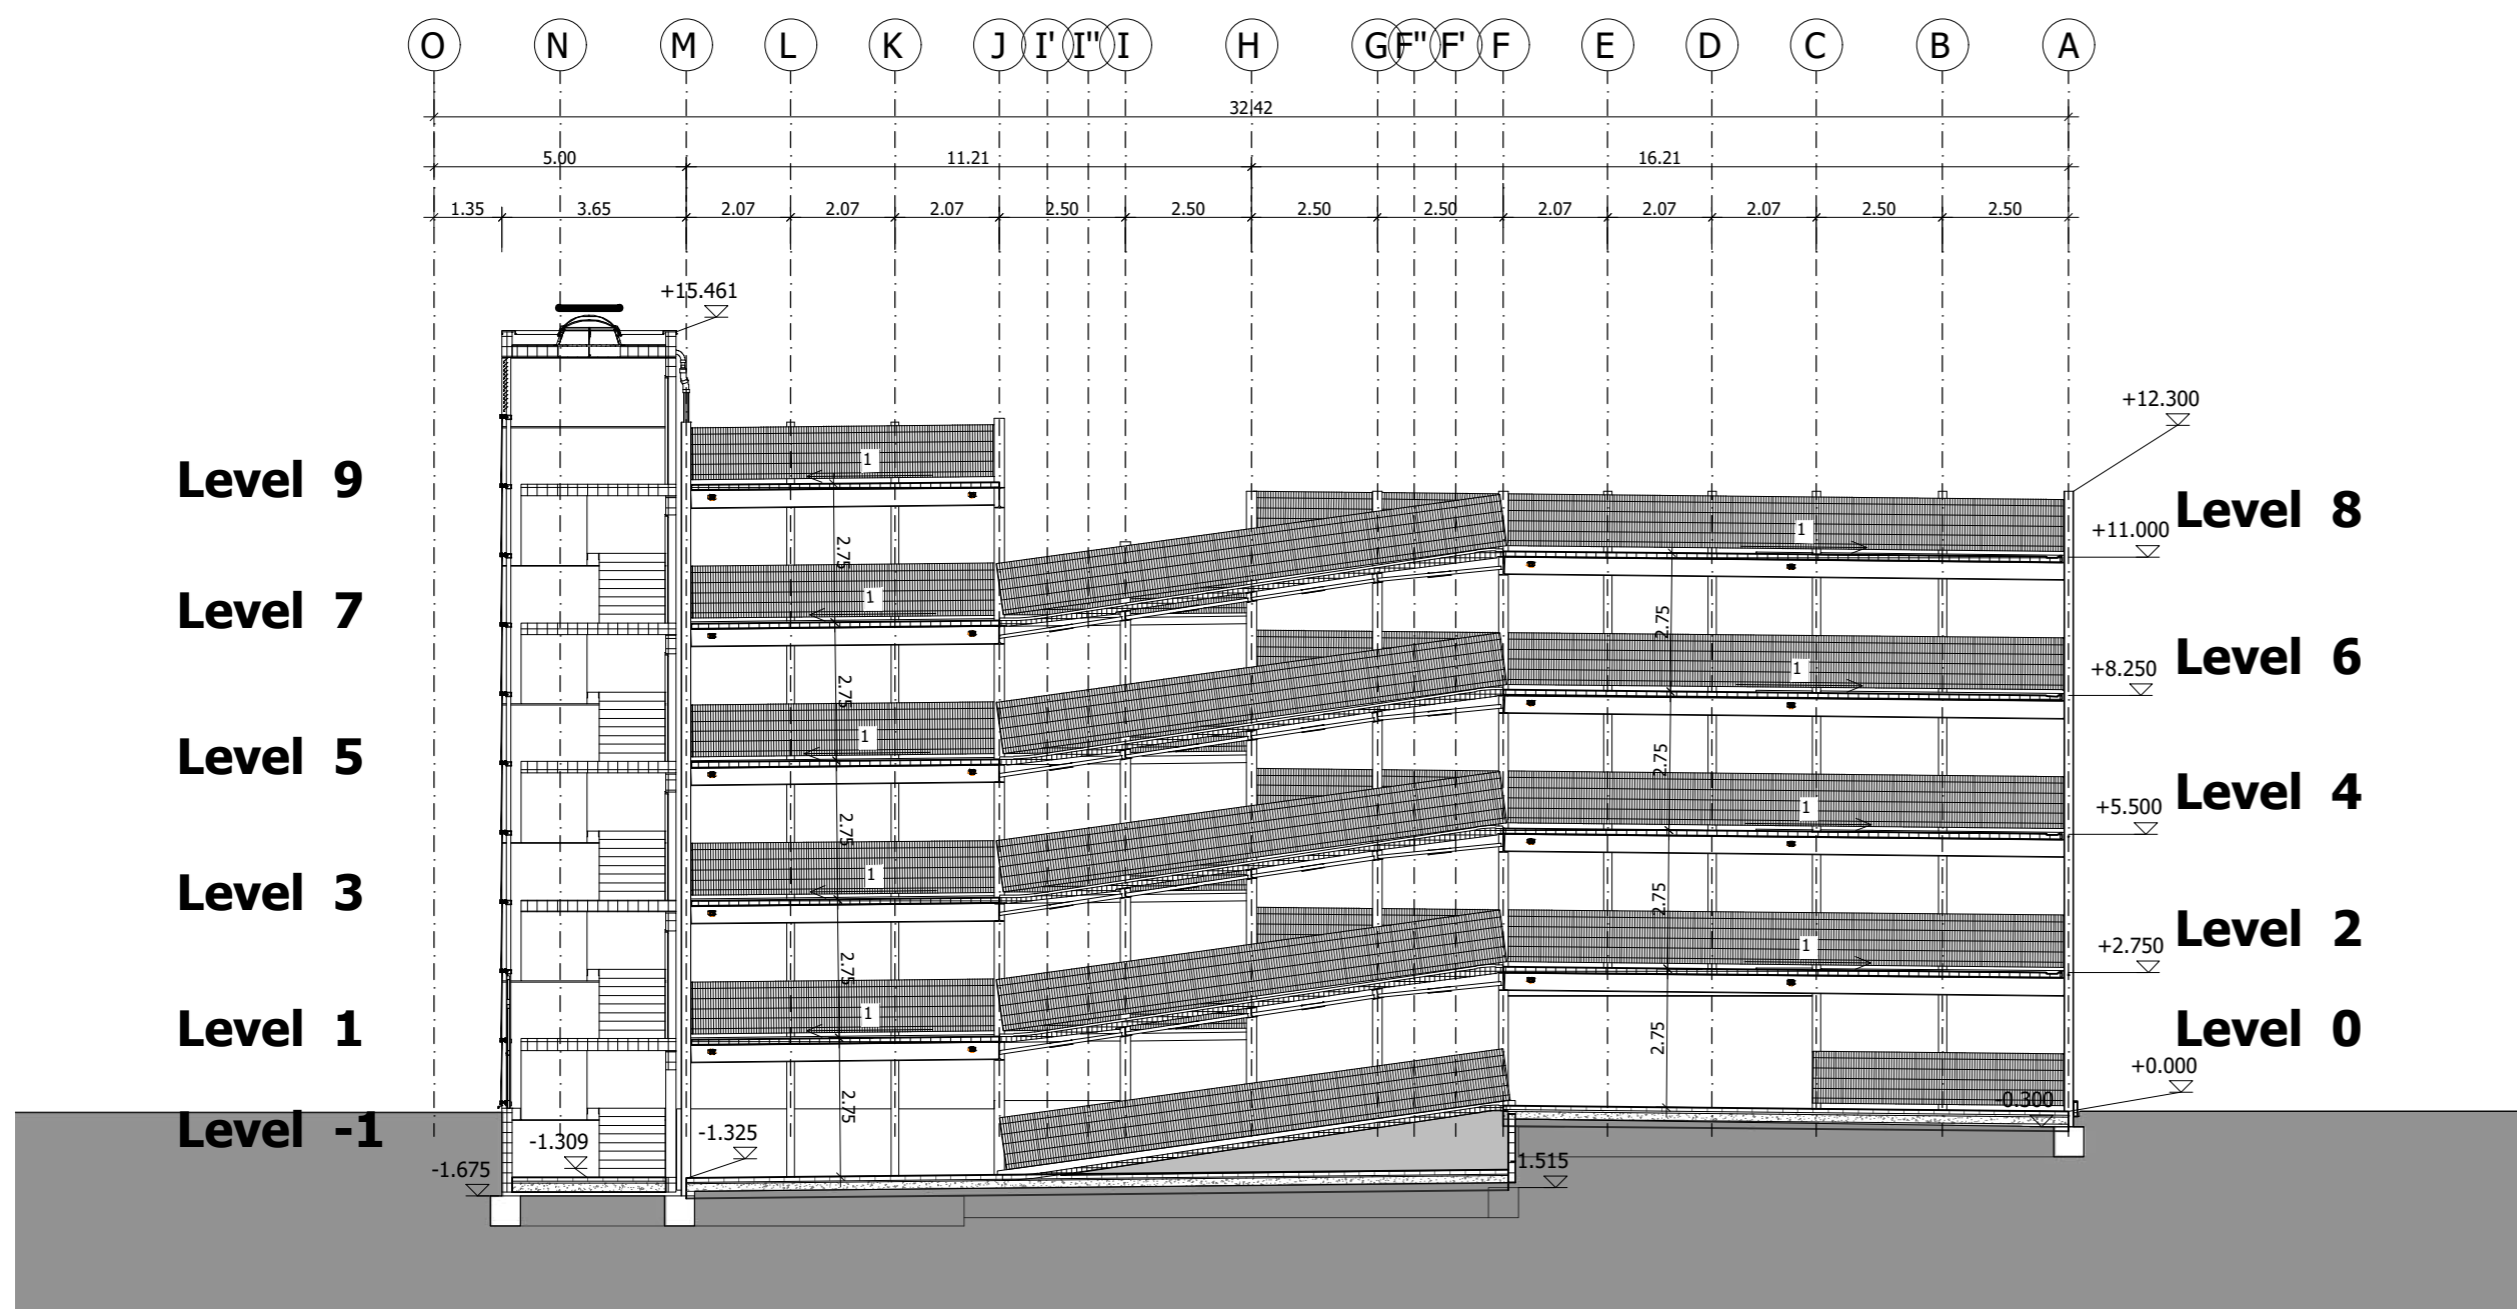 O N M L K J I' I" I H G F" F' F E D C B A
32.42
5.00 11.21 16.21
1.35 3.65 2.07 2.07 2.07 2.50 2.50 2.50 2.50 2.07 2.07 2.07 2.50 2.50
+15.461
+12.300
Level 9
1
Level 8
+11.000
1
2.75
Level 7
1
2.75
Level 6
+8.250
1
2.75
Level 5
1
2.75
Level 4
+5.500
1
2.75
Level 3
1
2.75
Level 2
+2.750
1
2.75
Level 1
1
2.75
Level 0
+0.000
2.75
-0.300
Level -1
-1.309
-1.325
2.75
-1.675
1.515